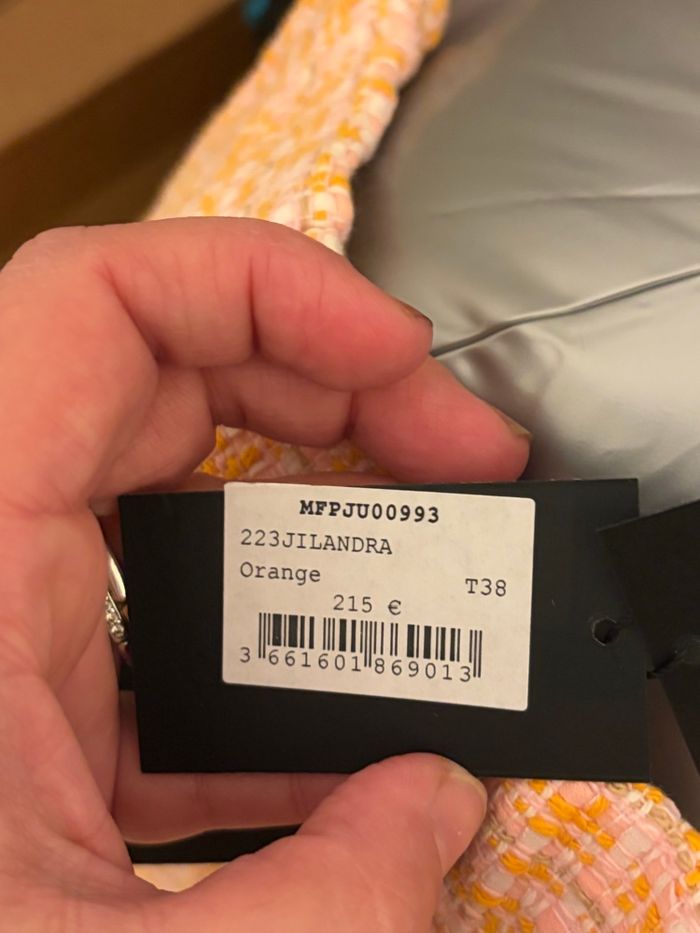 MFPJU00993
223JILANDRA
Orange T38
215 €
3 661601 869013